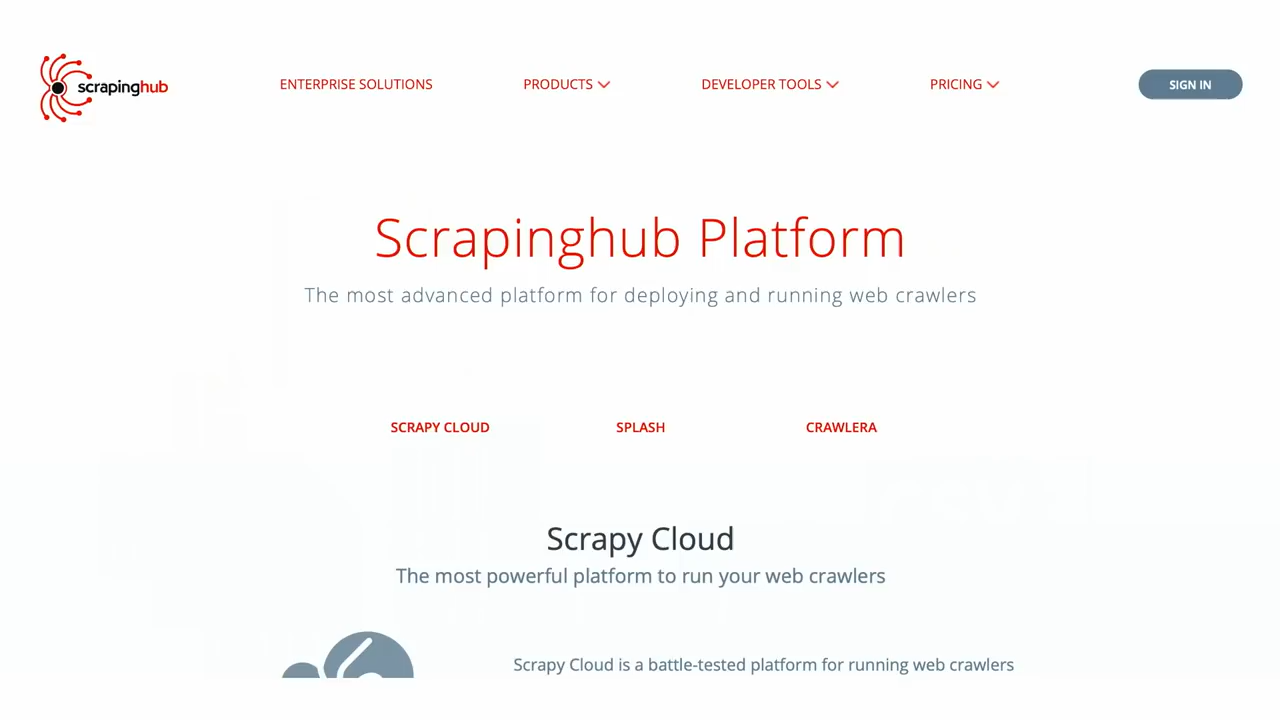 scrapinghub
ENTERPRISE SOLUTIONS
PRODUCTS
DEVELOPER TOOLS
PRICING
SIGN IN
Scrapinghub Platform
The most advanced platform for deploying and running web crawlers
SCRAPY CLOUD
SPLASH
CRAWLERA
Scrapy Cloud
The most powerful platform to run your web crawlers
Scrapy Cloud is a battle-tested platform for running web crawlers